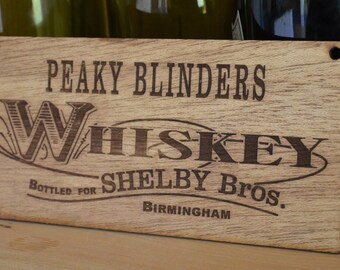 PEAKY BLINDERS
WHISKEY
BOTTLED FOR SHELBY BROS.
BIRMINGHAM